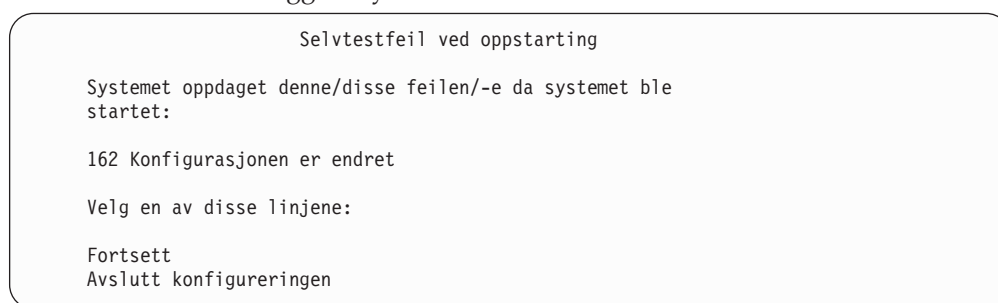 Selvtestfeil ved oppstarting
Systemet oppdaget denne/disse feilen/-e da systemet ble
startet:
162 Konfigurasjonen er endret
Velg en av disse linjene:
Fortsett
Avslutt konfigureringen